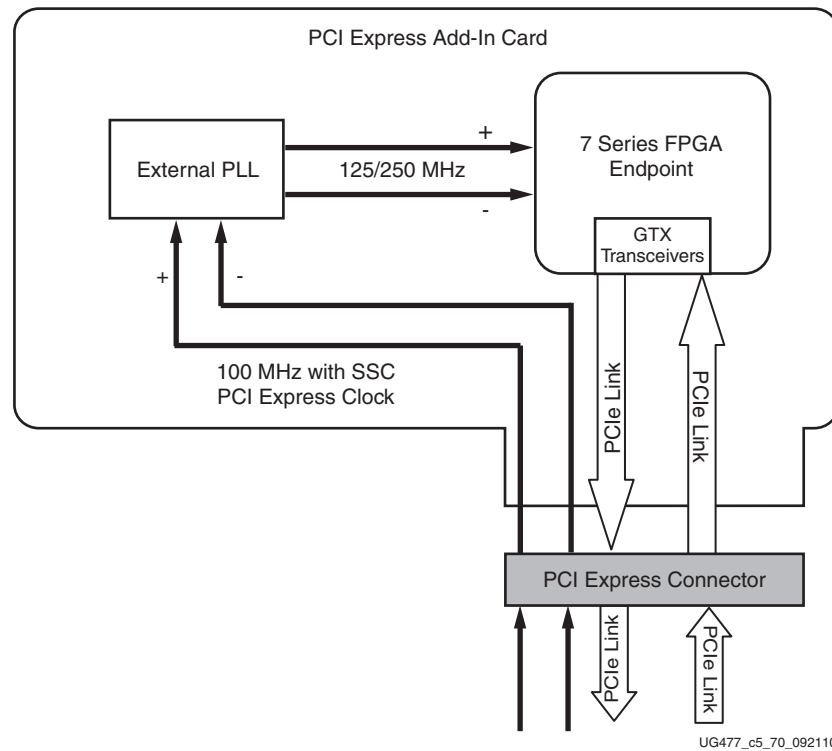 PCI Express Add-In Card
External PLL
+
125/250 MHz
-
7 Series FPGA
Endpoint
GTX
Transceivers
+
-
100 MHz with SSC
PCI Express Clock
PCIe Link
PCIe Link
PCI Express Connector
PCIe Link
PCIe Link
UG477_c5_70_092110